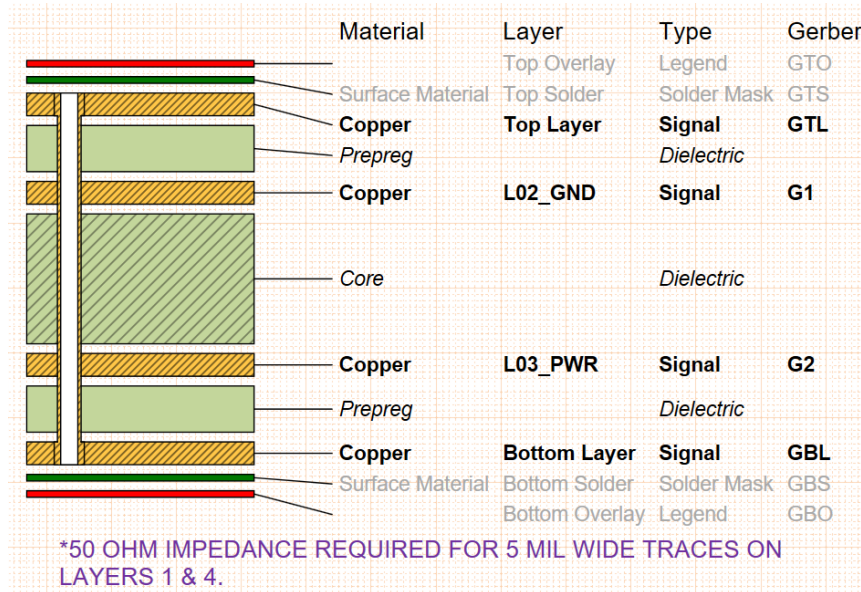 Material Layer Type Gerber
Top Overlay Legend GTO
Surface Material Top Solder Solder Mask GTS
Copper Top Layer Signal GTL
Prepreg Dielectric
Copper L02_GND Signal G1
Core Dielectric
Copper L03_PWR Signal G2
Prepreg Dielectric
Copper Bottom Layer Signal GBL
Surface Material Bottom Solder Solder Mask GBS
Bottom Overlay Legend GBO
*50 OHM IMPEDANCE REQUIRED FOR 5 MIL WIDE TRACES ON
LAYERS 1 & 4.